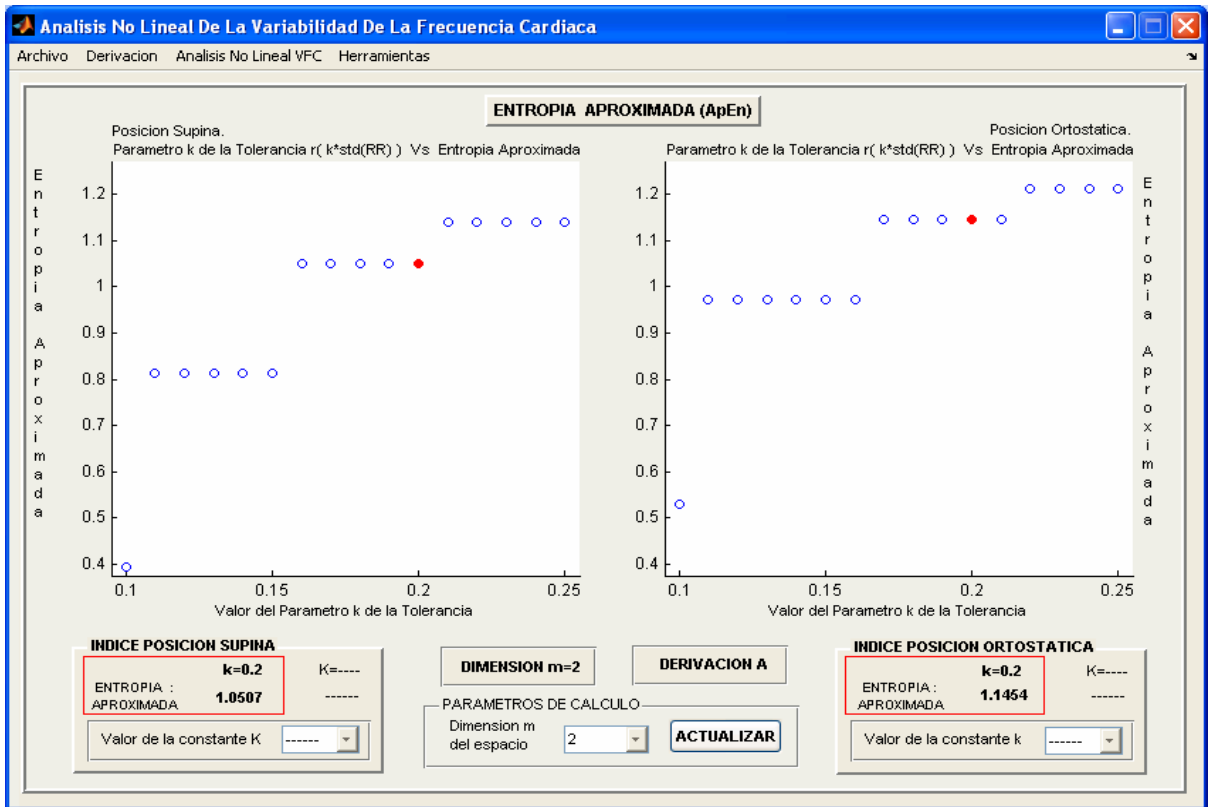 Analisis No Lineal De La Variabilidad De La Frecuencia Cardiaca
Archivo Derivacion Analisis No Lineal VFC Herramientas
ENTROPIA APROXIMADA (ApEn)
Posicion Supina.
Parametro k de la Tolerancia r( k*std(RR) ) Vs Entropia Aproximada
Entropia Aproximada
1.2
1.1
1
0.9
0.8
0.7
0.6
0.5
0.4
0.1 0.15 0.2 0.25
Valor del Parametro k de la Tolerancia
Posicion Ortostatica.
Parametro k de la Tolerancia r( k*std(RR) ) Vs Entropia Aproximada
1.2
1.1
1
0.9
0.8
0.7
0.6
0.5
0.4
0.1 0.15 0.2 0.25
Valor del Parametro k de la Tolerancia
Entropia Aproximada
INDICE POSICION SUPINA
k=0.2 K=----
ENTROPIA :
APROXIMADA 1.0507 ------
Valor de la constante K ------
DIMENSION m=2
DERIVACION A
PARAMETROS DE CALCULO
Dimension m
del espacio 2 ACTUALIZAR
INDICE POSICION ORTOSTATICA
k=0.2 K=----
ENTROPIA :
APROXIMADA 1.1454 ------
Valor de la constante k ------